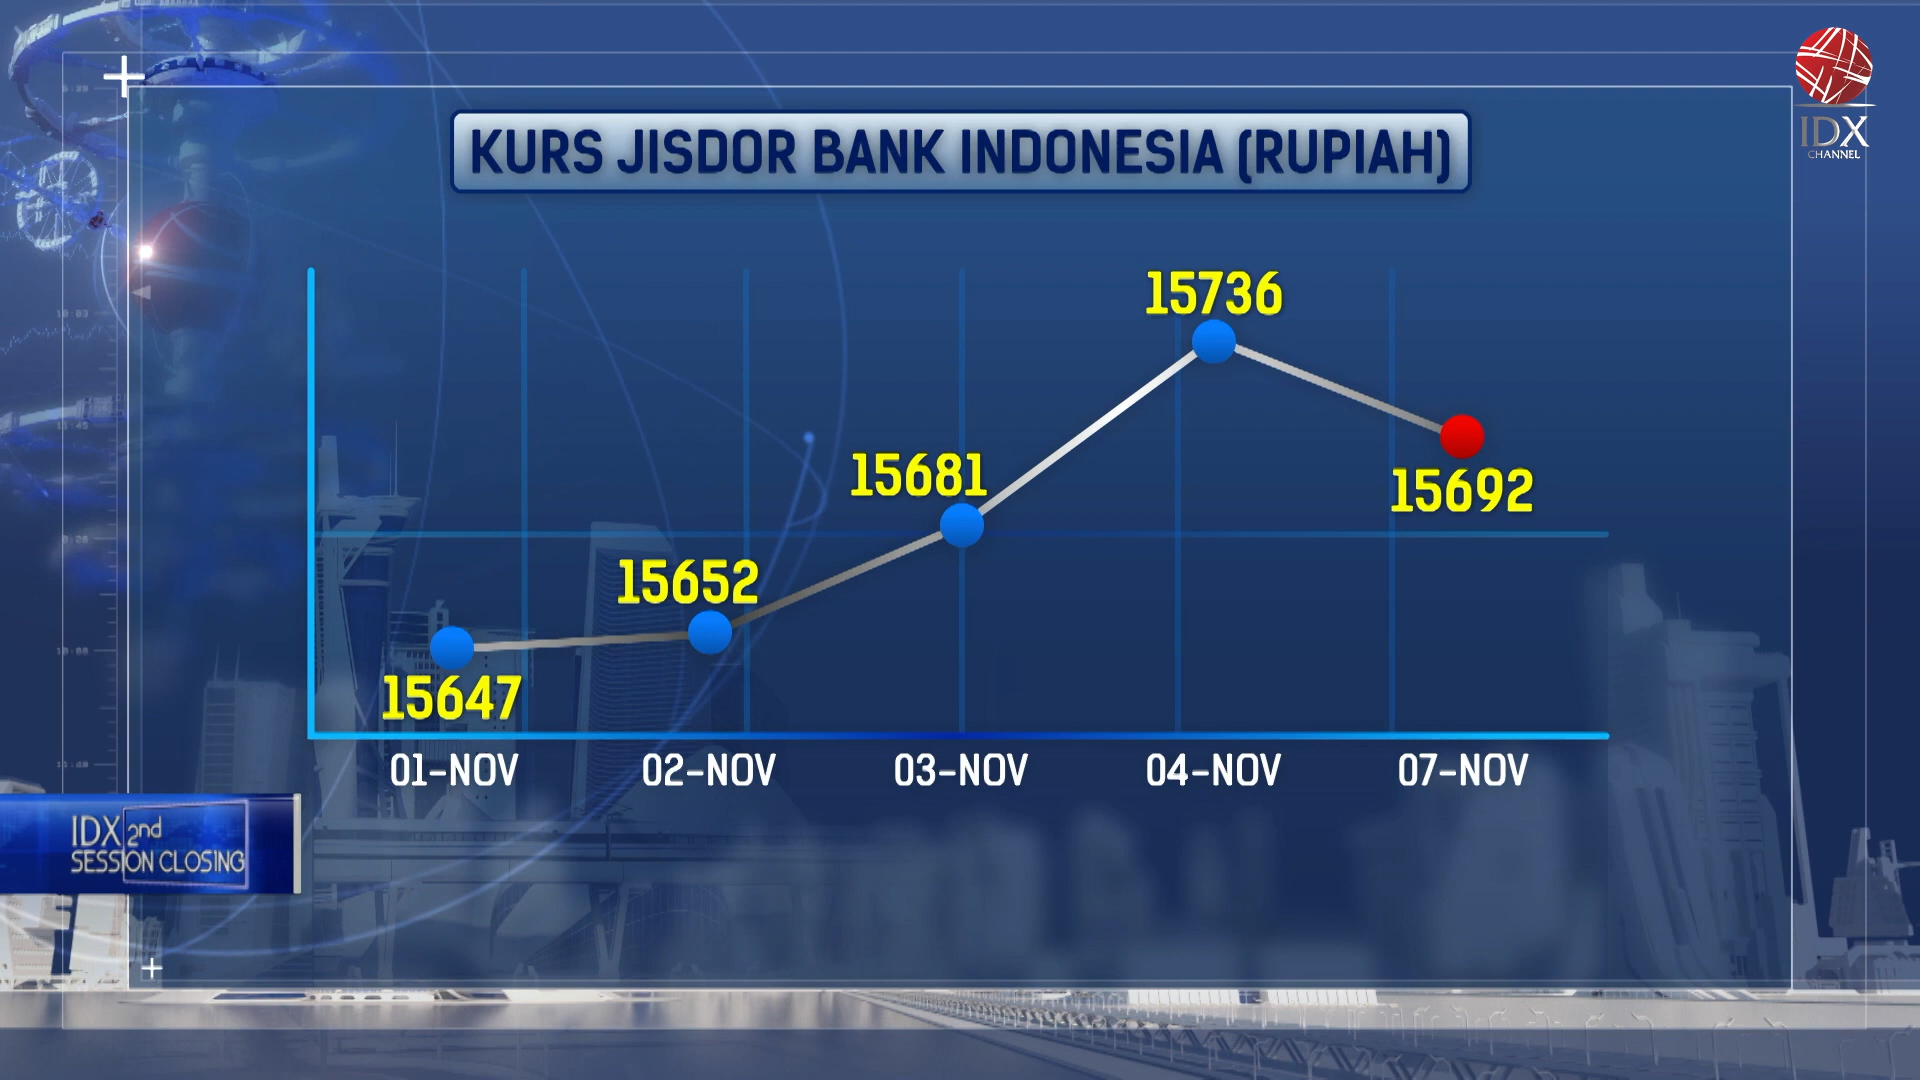 KURS JISDOR BANK INDONESIA (RUPIAH)
IDX
CHANNEL
15736
15681
15692
15652
15647
01-NOV
02-NOV
03-NOV
04-NOV
07-NOV
IDX 2nd
SESSION CLOSING